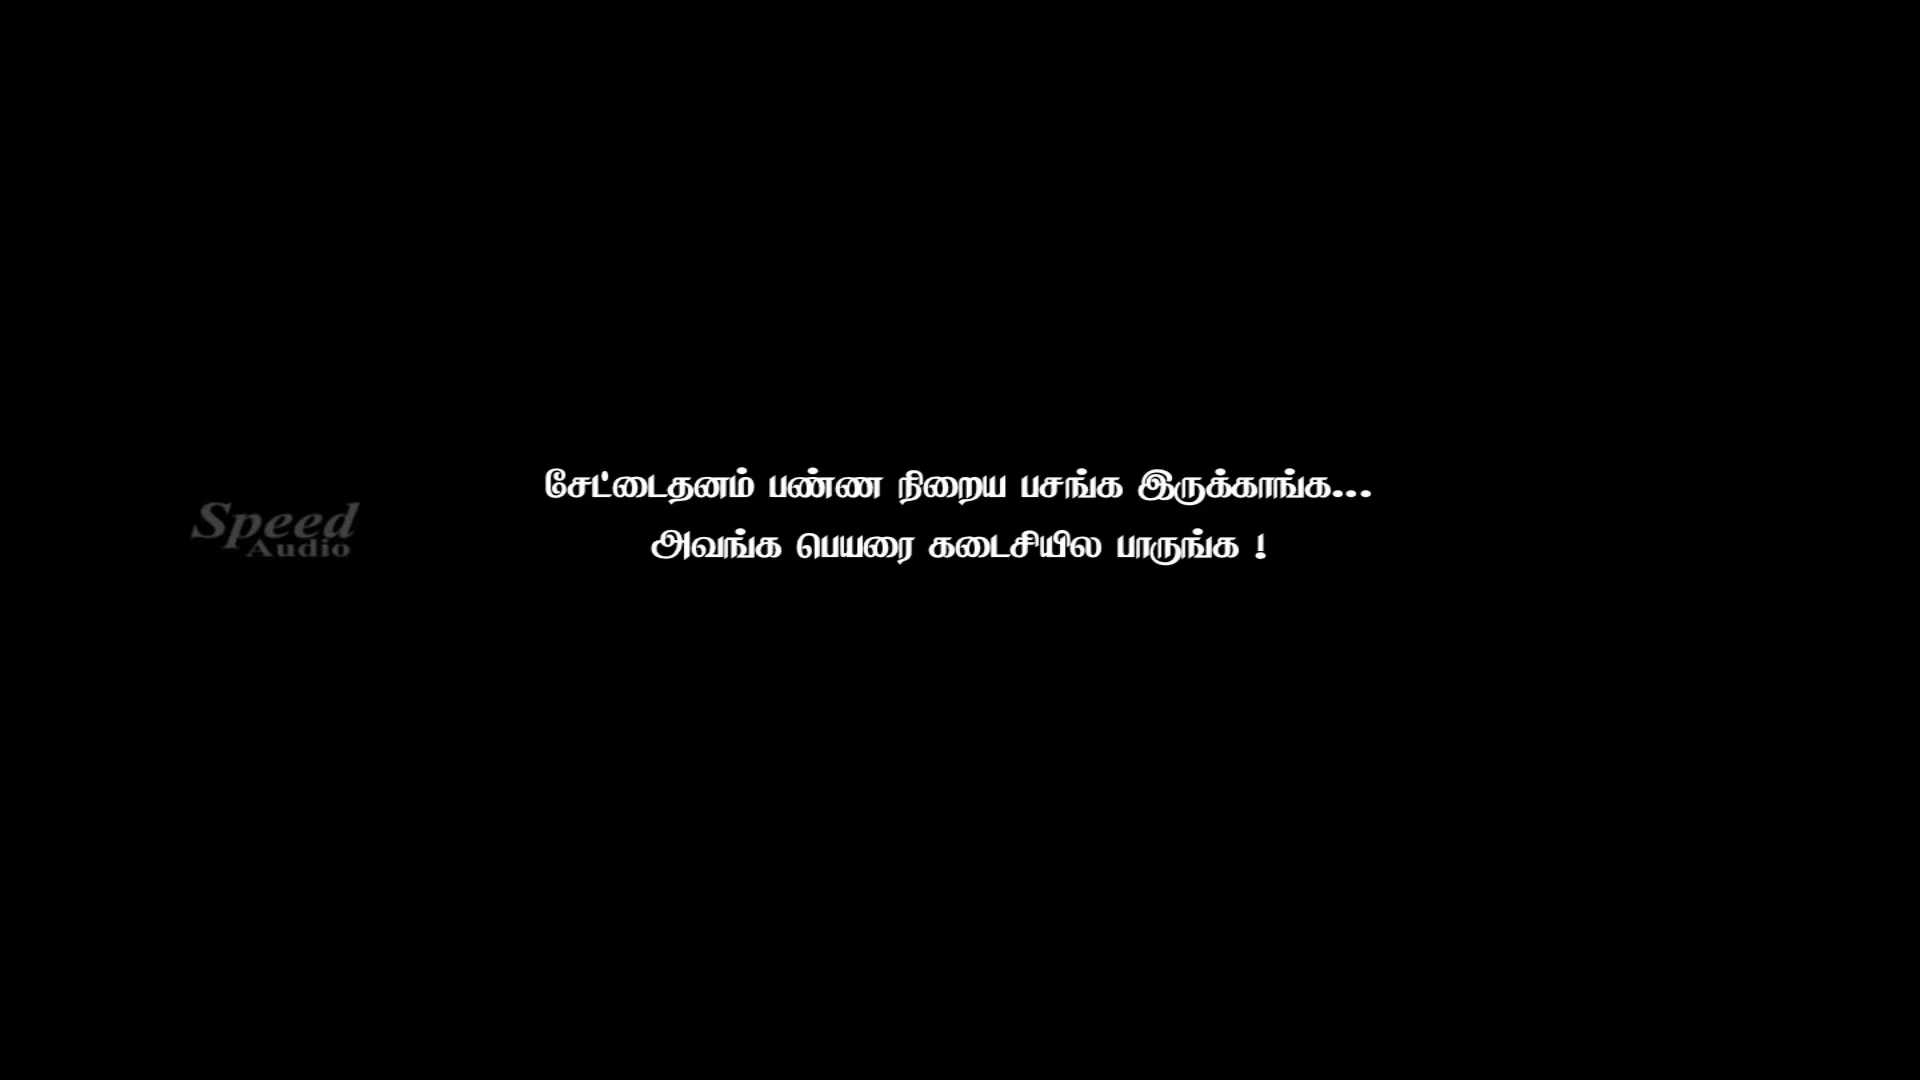 சேட்டைதனம் பண்ண நிறைய பசங்க இருக்காங்க...
அவங்க பெயரை கடைசியில பாருங்க !
Speed
Audio